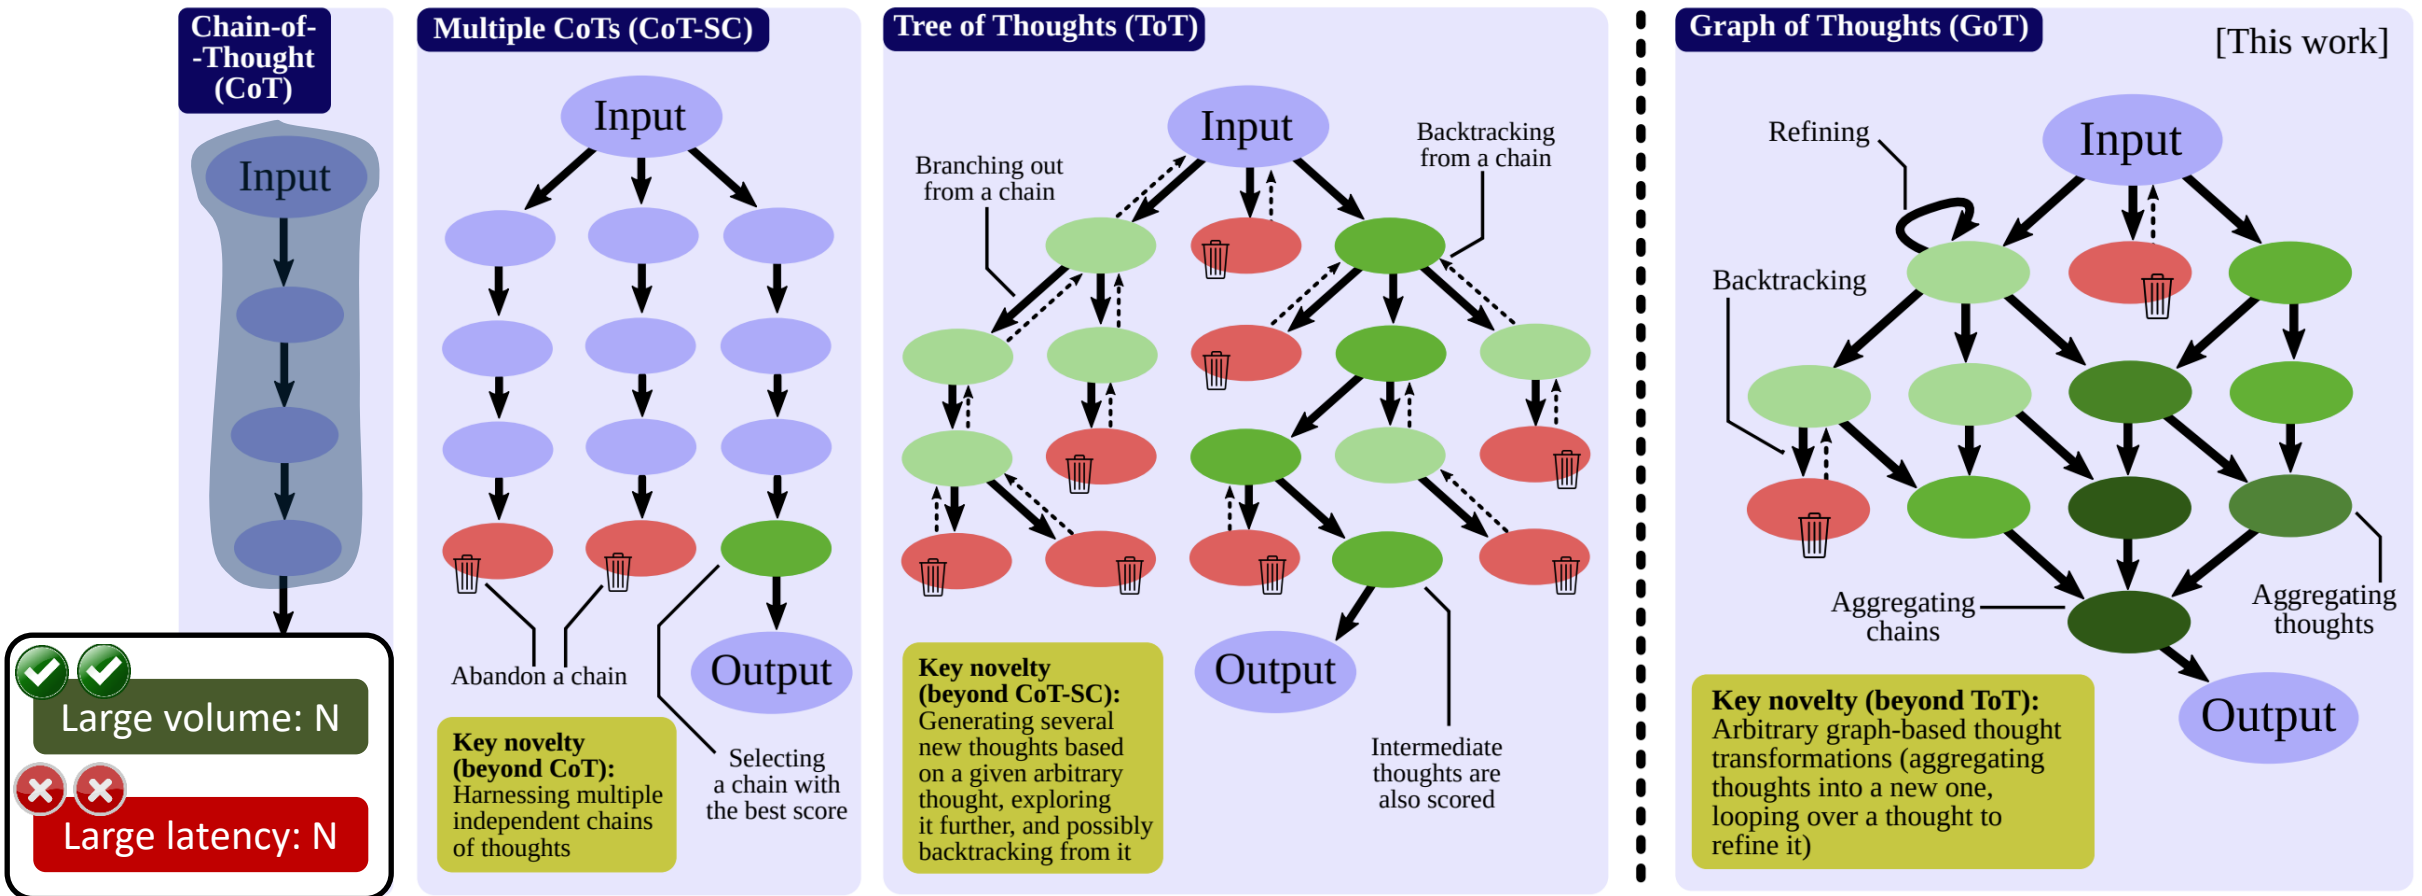 Chain-of-
-Thought
(CoT)
Input
Large volume: N
Large latency: N
Multiple CoTs (CoT-SC)
Input
Abandon a chain
Output
Selecting
a chain with
the best score
Key novelty
(beyond CoT):
Harnessing multiple
independent chains
of thoughts
Tree of Thoughts (ToT)
Input
Branching out
from a chain
Backtracking
from a chain
Output
Intermediate
thoughts are
also scored
Key novelty
(beyond CoT-SC):
Generating several
new thoughts based
on a given arbitrary
thought, exploring
it further, and possibly
backtracking from it
Graph of Thoughts (GoT)
[This work]
Refining
Input
Backtracking
Aggregating
chains
Aggregating
thoughts
Output
Key novelty (beyond ToT):
Arbitrary graph-based thought
transformations (aggregating
thoughts into a new one,
looping over a thought to
refine it)